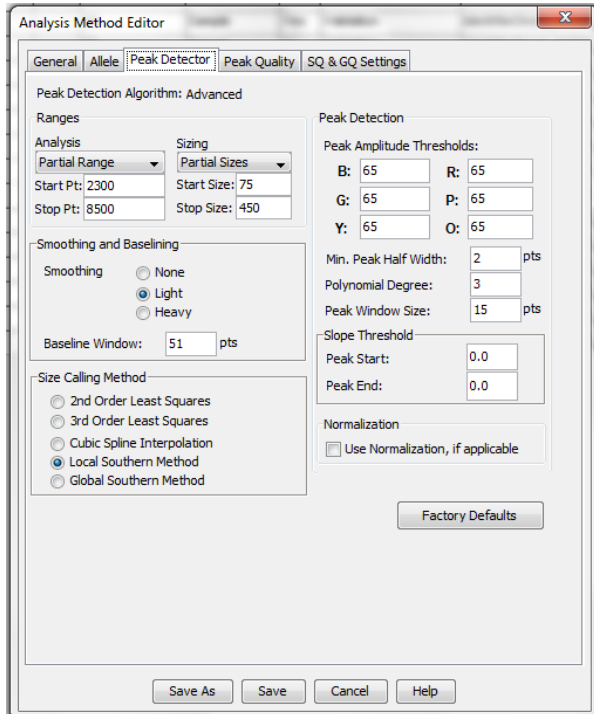 Analysis Method Editor
General Allele Peak Detector Peak Quality SQ & GQ Settings
Peak Detection Algorithm: Advanced
Ranges
Analysis Sizing
Partial Range Partial Sizes
Start Pt: 2300 Start Size: 75
Stop Pt: 8500 Stop Size: 450
Smoothing and Baselining
Smoothing None
Light
Heavy
Baseline Window: 51 pts
Size Calling Method
2nd Order Least Squares
3rd Order Least Squares
Cubic Spline Interpolation
Local Southern Method
Global Southern Method
Peak Detection
Peak Amplitude Thresholds:
B: 65 R: 65
G: 65 P: 65
Y: 65 O: 65
Min. Peak Half Width: 2 pts
Polynomial Degree: 3
Peak Window Size: 15 pts
Slope Threshold
Peak Start: 0.0
Peak End: 0.0
Normalization
Use Normalization, if applicable
Factory Defaults
Save As Save Cancel Help